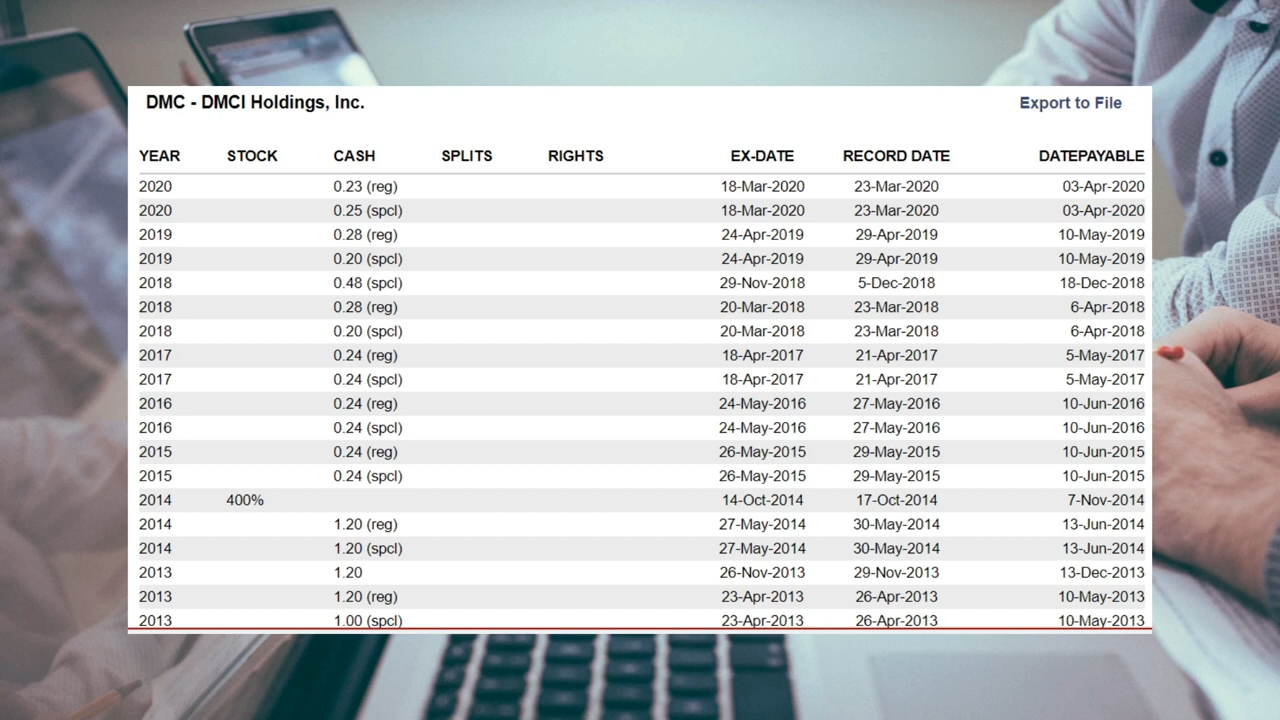 DMC - DMCI Holdings, Inc. Export to File
YEAR STOCK CASH SPLITS RIGHTS EX-DATE RECORD DATE DATEPAYABLE
2020 0.23 (reg) 18-Mar-2020 23-Mar-2020 03-Apr-2020
2020 0.25 (spcl) 18-Mar-2020 23-Mar-2020 03-Apr-2020
2019 0.28 (reg) 24-Apr-2019 29-Apr-2019 10-May-2019
2019 0.20 (spcl) 24-Apr-2019 29-Apr-2019 10-May-2019
2018 0.48 (spcl) 29-Nov-2018 5-Dec-2018 18-Dec-2018
2018 0.28 (reg) 20-Mar-2018 23-Mar-2018 6-Apr-2018
2018 0.20 (spcl) 20-Mar-2018 23-Mar-2018 6-Apr-2018
2017 0.24 (reg) 18-Apr-2017 21-Apr-2017 5-May-2017
2017 0.24 (spcl) 18-Apr-2017 21-Apr-2017 5-May-2017
2016 0.24 (reg) 24-May-2016 27-May-2016 10-Jun-2016
2016 0.24 (spcl) 24-May-2016 27-May-2016 10-Jun-2016
2015 0.24 (reg) 26-May-2015 29-May-2015 10-Jun-2015
2015 0.24 (spcl) 26-May-2015 29-May-2015 10-Jun-2015
2014 400% 14-Oct-2014 17-Oct-2014 7-Nov-2014
2014 1.20 (reg) 27-May-2014 30-May-2014 13-Jun-2014
2014 1.20 (spcl) 27-May-2014 30-May-2014 13-Jun-2014
2013 1.20 26-Nov-2013 29-Nov-2013 13-Dec-2013
2013 1.20 (reg) 23-Apr-2013 26-Apr-2013 10-May-2013
2013 1.00 (spcl) 23-Apr-2013 26-Apr-2013 10-May-2013